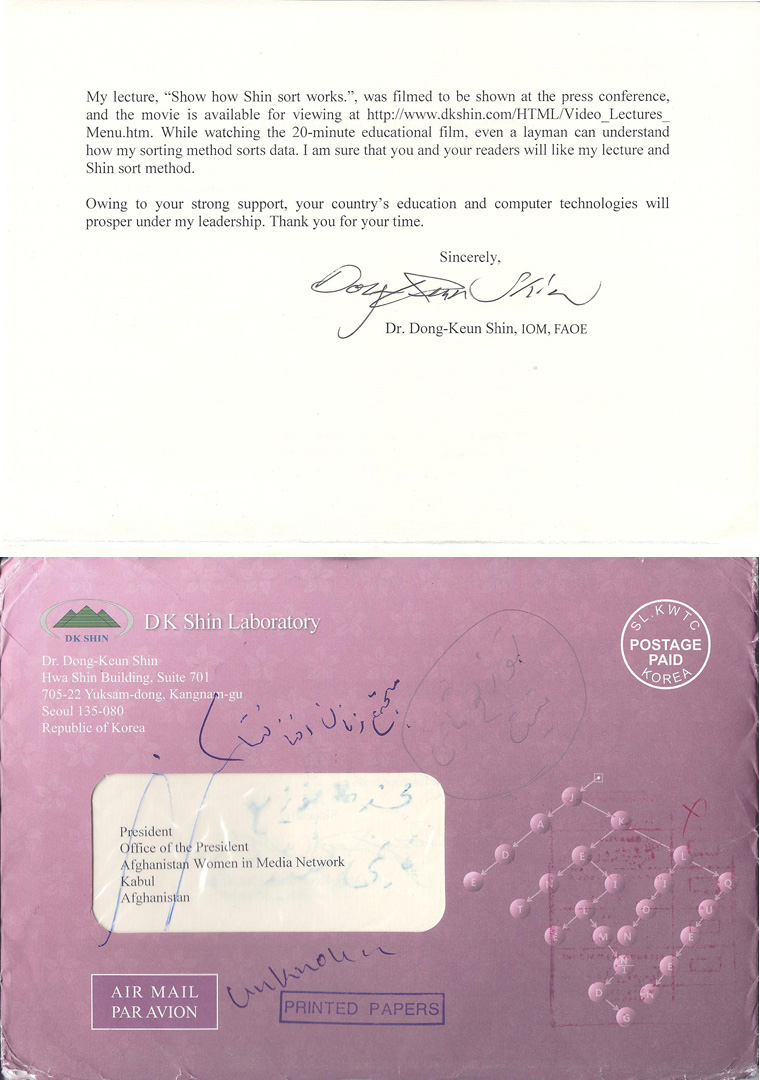 My lecture, “Show how Shin sort works.”, was filmed to be shown at the press conference,
and the movie is available for viewing at http://www.dkshin.com/HTML/Video_Lectures_
Menu.htm. While watching the 20-minute educational film, even a layman can understand
how my sorting method sorts data. I am sure that you and your readers will like my lecture and
Shin sort method.
Owing to your strong support, your country’s education and computer technologies will
prosper under my leadership. Thank you for your time.
Sincerely,
Dong-Keun Shin
Dr. Dong-Keun Shin, IOM, FAOE
DK SHIN
DK Shin Laboratory
Dr. Dong-Keun Shin
Hwa Shin Building, Suite 701
705-22 Yuksam-dong, Kangnam-gu
Seoul 135-080
Republic of Korea
SL.KWTC
POSTAGE
PAID
KOREA
مجتمع زنان افغانستان
President
Office of the President
Afghanistan Women in Media Network
Kabul
Afghanistan
J
A K
D E L
E N I I Q
T L O U
E M N E
D
G
unknown
AIR MAIL
PAR AVION
PRINTED PAPERS